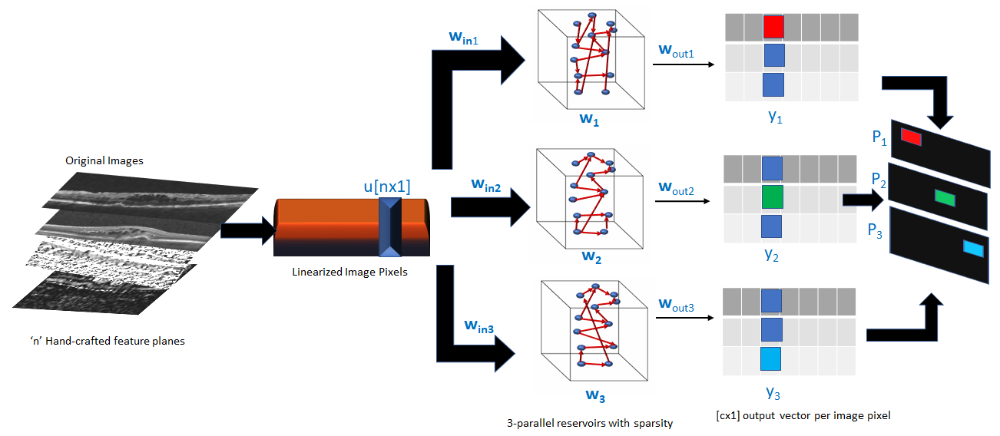 Original Images
'n' Hand-crafted feature planes
u[nx1]
Linearized Image Pixels
win1
win2
win3
w1
w2
w3
3-parallel reservoirs with sparsity
wout1
wout2
wout3
y1
y2
y3
[cx1] output vector per image pixel
P1
P2
P3